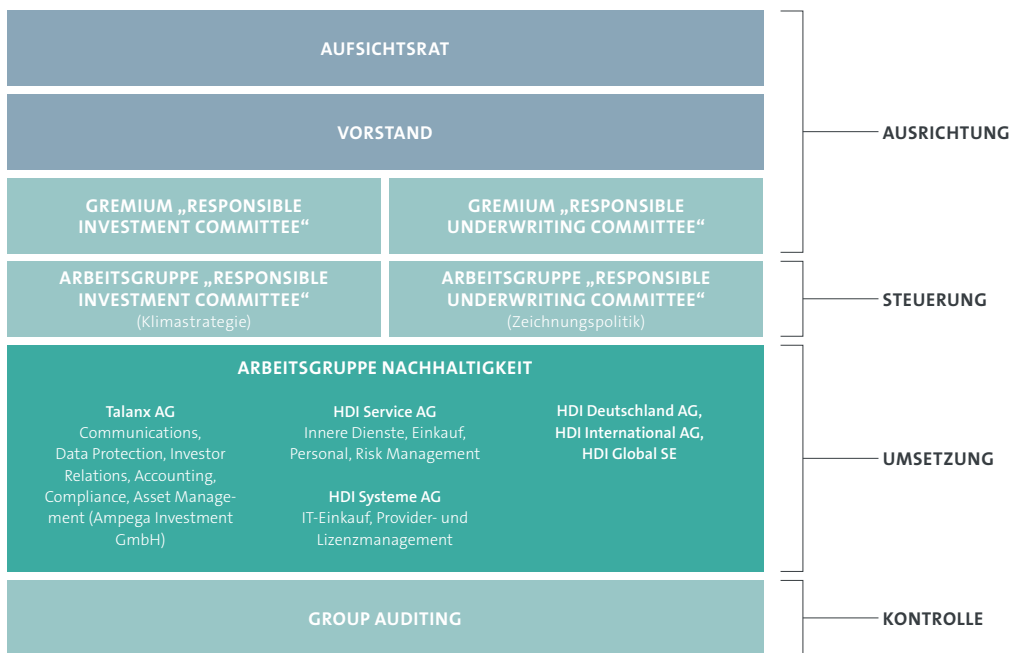 AUFSICHTSRAT
VORSTAND
AUSRICHTUNG
GREMIUM „RESPONSIBLE
INVESTMENT COMMITTEE“
GREMIUM „RESPONSIBLE
UNDERWRITING COMMITTEE“
ARBEITSGRUPPE „RESPONSIBLE
INVESTMENT COMMITTEE“
(Klimastrategie)
ARBEITSGRUPPE „RESPONSIBLE
UNDERWRITING COMMITTEE“
(Zeichnungspolitik)
STEUERUNG
ARBEITSGRUPPE NACHHALTIGKEIT
Talanx AG
Communications,
Data Protection, Investor
Relations, Accounting,
Compliance, Asset Manage-
ment (Ampega Investment
GmbH)
HDI Service AG
Innere Dienste, Einkauf,
Personal, Risk Management
HDI Systeme AG
IT-Einkauf, Provider- und
Lizenzmanagement
HDI Deutschland AG,
HDI International AG,
HDI Global SE
UMSETZUNG
GROUP AUDITING
KONTROLLE